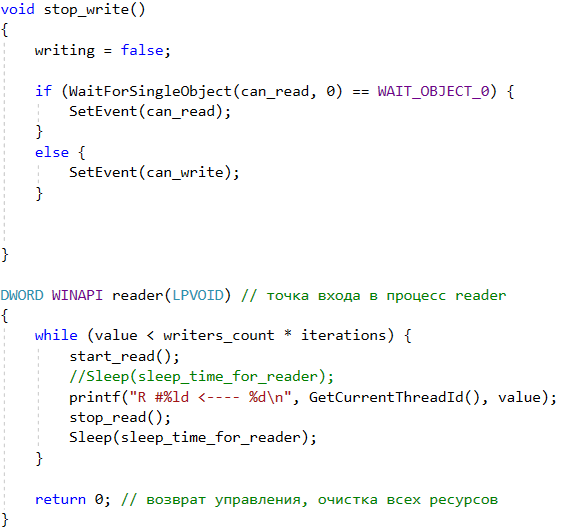 void stop_write()
{
    writing = false;

    if (WaitForSingleObject(can_read, 0) == WAIT_OBJECT_0) {
        SetEvent(can_read);
    }
    else {
        SetEvent(can_write);
    }


}

DWORD WINAPI reader(LPVOID) // точка входа в процесс reader
{
    while (value < writers_count * iterations) {
        start_read();
        //Sleep(sleep_time_for_reader);
        printf("R #%ld <---- %d\n", GetCurrentThreadId(), value);
        stop_read();
        Sleep(sleep_time_for_reader);
    }

    return 0; // возврат управления, очистка всех ресурсов
}